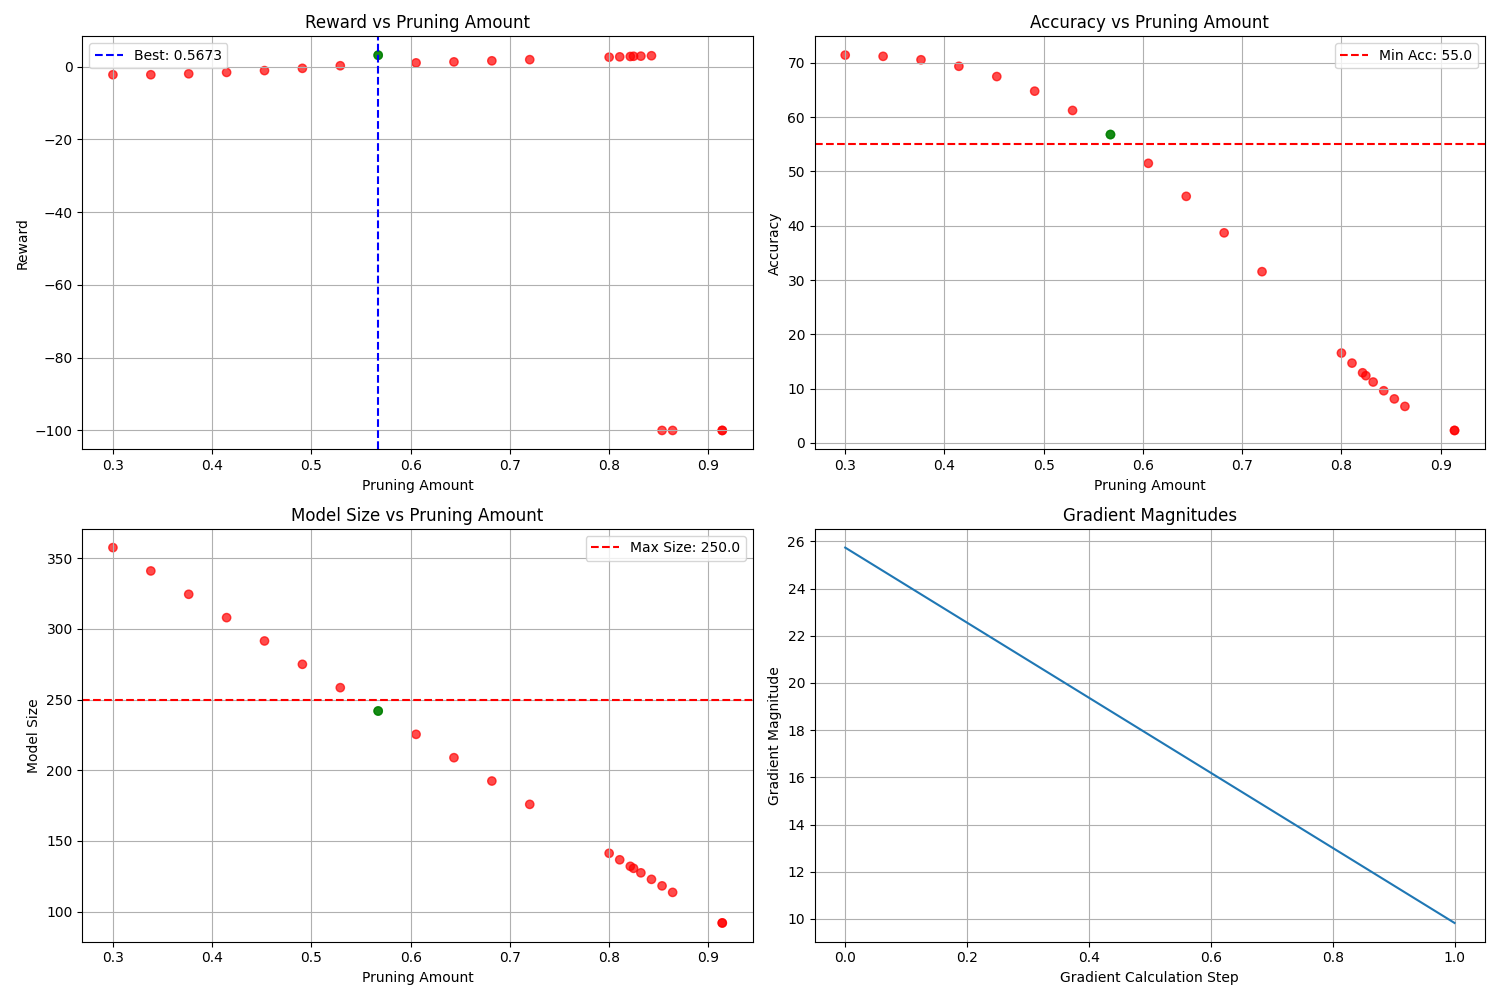 Reward vs Pruning Amount
Best: 0.5673
0
−20
−40
−60
−80
−100
Reward
0.3 0.4 0.5 0.6 0.7 0.8 0.9
Pruning Amount
Accuracy vs Pruning Amount
Min Acc: 55.0
70
60
50
40
30
20
10
0
Accuracy
0.3 0.4 0.5 0.6 0.7 0.8 0.9
Pruning Amount
Model Size vs Pruning Amount
Max Size: 250.0
350
300
250
200
150
100
Model Size
0.3 0.4 0.5 0.6 0.7 0.8 0.9
Pruning Amount
Gradient Magnitudes
26
24
22
20
18
16
14
12
10
Gradient Magnitude
0.0 0.2 0.4 0.6 0.8 1.0
Gradient Calculation Step